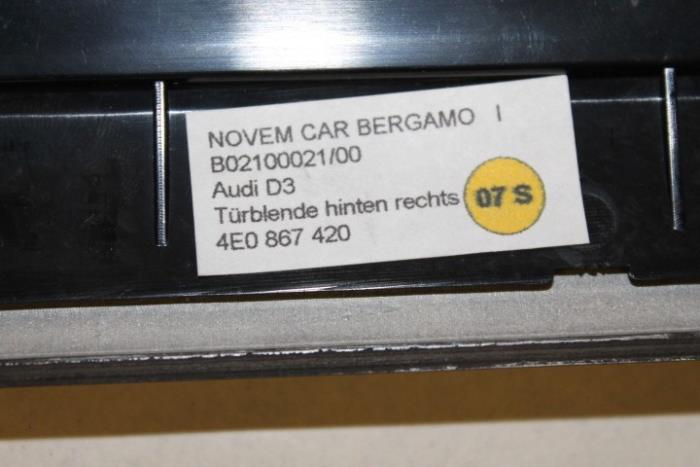 NOVEM CAR BERGAMO I
B02100021/00
Audi D3
Türblende hinten rechts
4E0 867 420
07 S